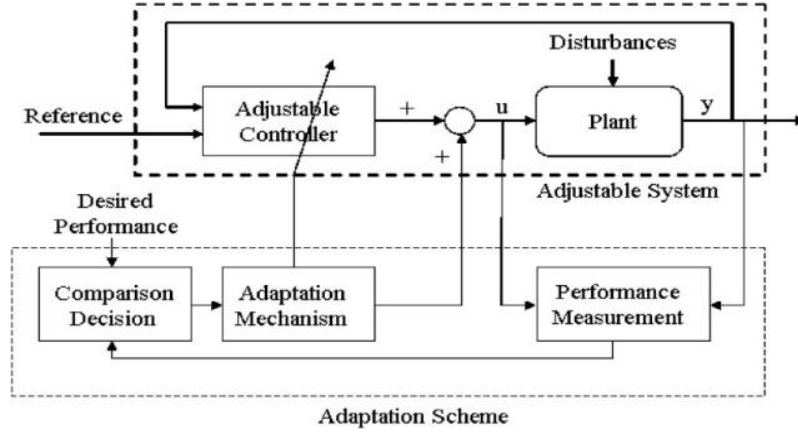 Disturbances
Reference
Adjustable
Controller
+
+
u
Plant
y
Adjustable System
Desired
Performance
Comparison
Decision
Adaptation
Mechanism
Performance
Measurement
Adaptation Scheme